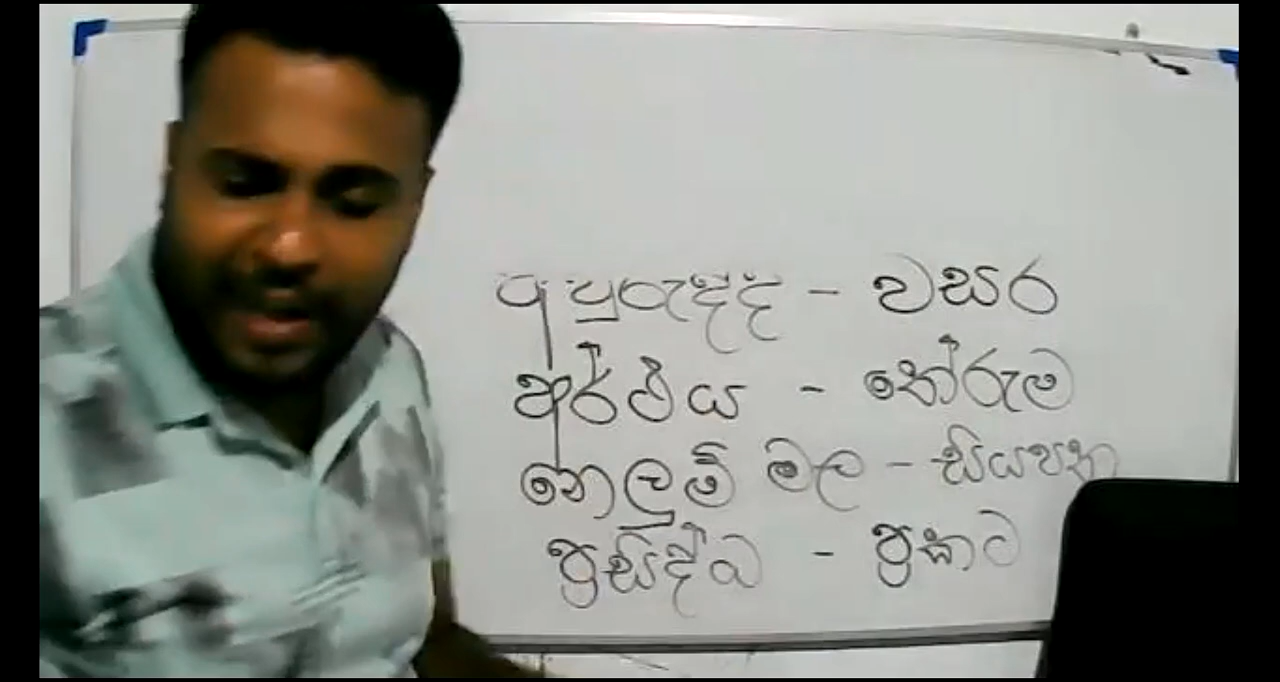 අවුරුද්ද - වසර
අර්ථය - තේරුම
නෙලුම් මල - සියපත
ප්‍රසිද්ධ - ප්‍රකට